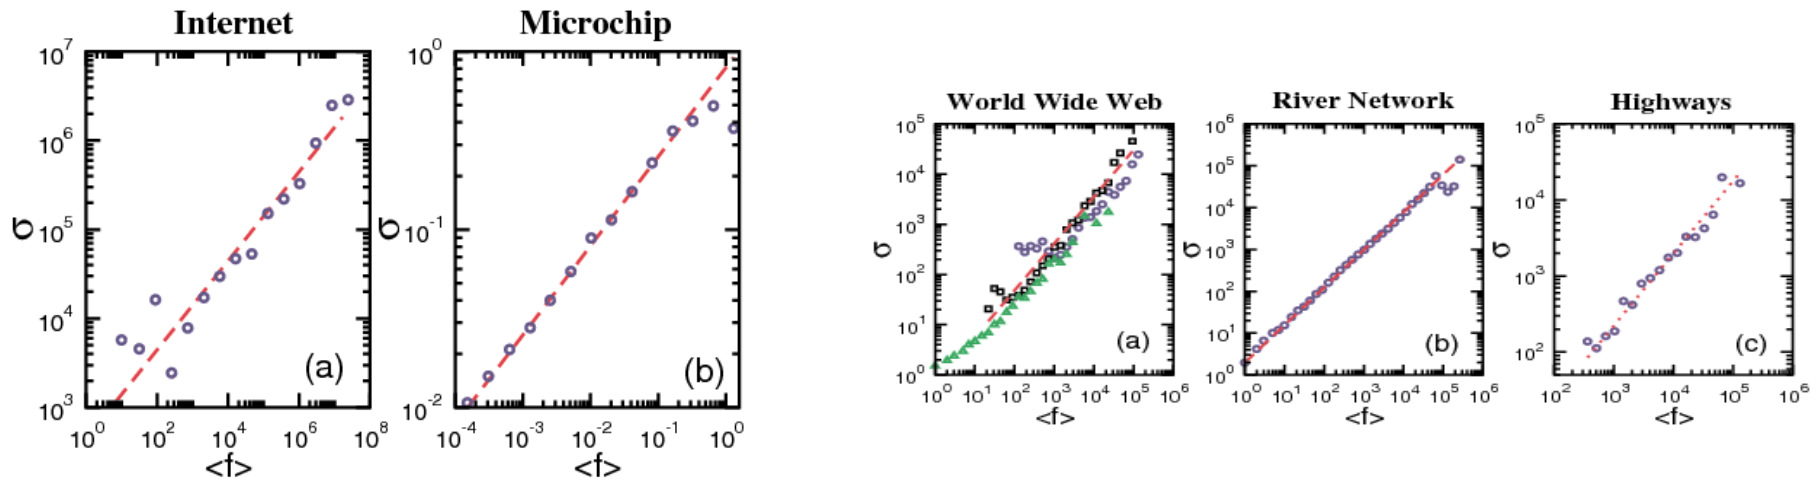 Internet
10^7
10^6
10^5
10^4
10^3
σ
(a)
10^0 10^2 10^4 10^6 10^8
<f>
Microchip
10^0
10^-1
10^-2
σ
(b)
10^-4 10^-3 10^-2 10^-1 10^0
<f>
World Wide Web
10^5
10^4
10^3
10^2
10^1
10^0
σ
(a)
10^0 10^1 10^2 10^3 10^4 10^5 10^6
<f>
River Network
10^6
10^5
10^4
10^3
10^2
10^1
10^0
σ
(b)
10^0 10^1 10^2 10^3 10^4 10^5 10^6
<f>
Highways
10^5
10^4
10^3
10^2
σ
(c)
10^2 10^3 10^4 10^5 10^6
<f>